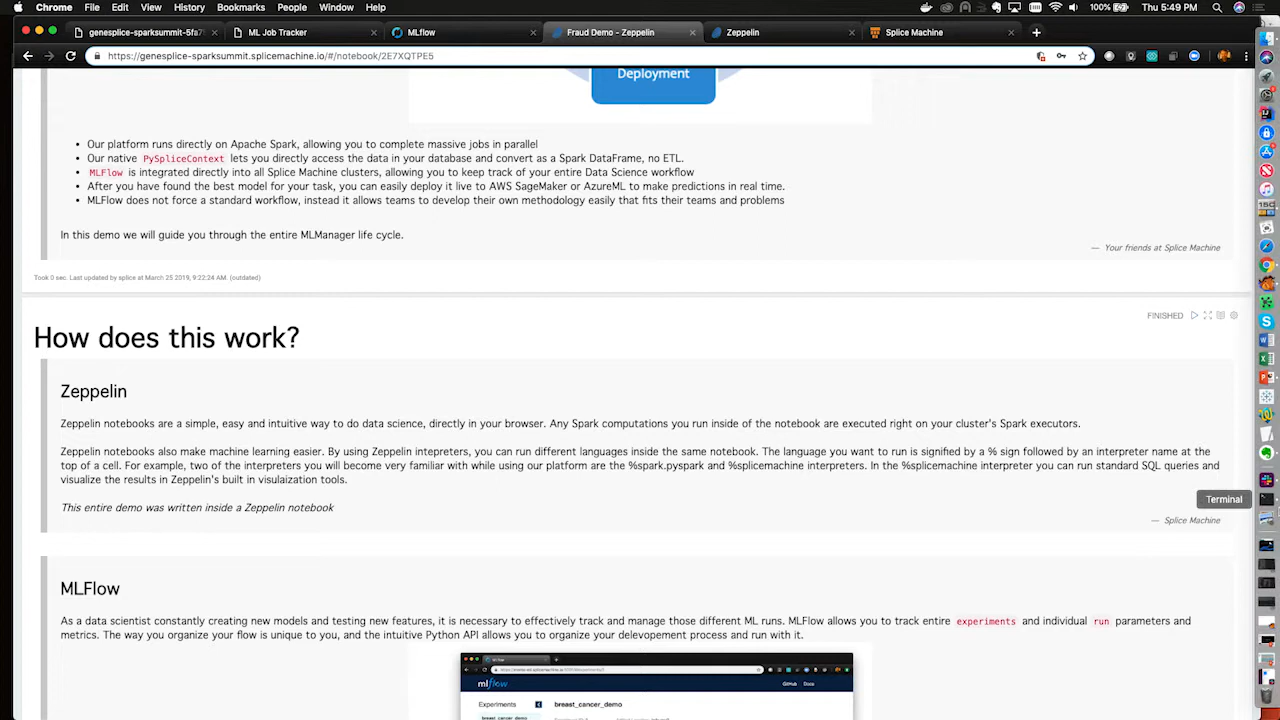 Chrome File Edit View History Bookmarks People Window Help
100% Thu 5:49 PM
genesplice-sparksummit-5fa7
ML Job Tracker
MLflow
Fraud Demo - Zeppelin
Zeppelin
Splice Machine
https://genesplice-sparksummit.splicemachine.io/#/notebook/2E7XQTPE5
Deployment
• Our platform runs directly on Apache Spark, allowing you to complete massive jobs in parallel
• Our native PySpliceContext lets you directly access the data in your database and convert as a Spark DataFrame, no ETL.
• MLFlow is integrated directly into all Splice Machine clusters, allowing you to keep track of your entire Data Science workflow
• After you have found the best model for your task, you can easily deploy it live to AWS SageMaker or AzureML to make predictions in real time.
• MLFlow does not force a standard workflow, instead it allows teams to develop their own methodology easily that fits their teams and problems
In this demo we will guide you through the entire MLManager life cycle.
— Your friends at Splice Machine
Took 0 sec. Last updated by splice at March 25 2019, 9:22:24 AM. (outdated)
FINISHED
How does this work?
Zeppelin
Zeppelin notebooks are a simple, easy and intuitive way to do data science, directly in your browser. Any Spark computations you run inside of the notebook are executed right on your cluster's Spark executors.
Zeppelin notebooks also make machine learning easier. By using Zeppelin intepreters, you can run different languages inside the same notebook. The language you want to run is signified by a % sign followed by an interpreter name at the
top of a cell. For example, two of the interpreters you will become very familiar with while using our platform are the %spark.pyspark and %splicemachine interpreters. In the %splicemachine interpreter you can run standard SQL queries and
visualize the results in Zeppelin's built in visulaization tools.
This entire demo was written inside a Zeppelin notebook
Terminal
— Splice Machine
MLFlow
As a data scientist constantly creating new models and testing new features, it is necessary to effectively track and manage those different ML runs. MLFlow allows you to track entire experiments and individual run parameters and
metrics. The way you organize your flow is unique to you, and the intuitive Python API allows you to organize your delevopement process and run with it.
mlflow
GitHub Docs
Experiments
breast_cancer_demo
breast cancer demo